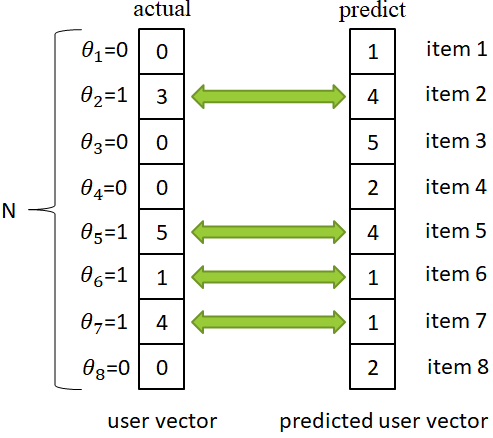 actual predict
θ₁=0 0 1 item 1
θ₂=1 3 4 item 2
θ₃=0 0 5 item 3
θ₄=0 0 2 item 4
N
θ₅=1 5 4 item 5
θ₆=1 1 1 item 6
θ₇=1 4 1 item 7
θ₈=0 0 2 item 8
user vector predicted user vector